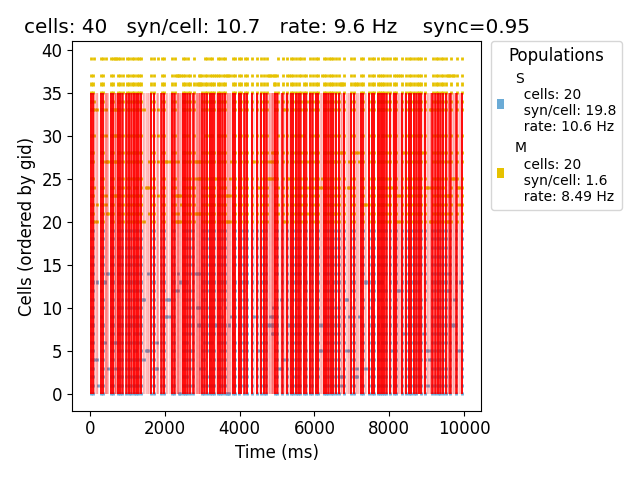 cells: 40   syn/cell: 10.7   rate: 9.6 Hz    sync=0.95
Populations
S
cells: 20
syn/cell: 19.8
rate: 10.6 Hz
M
cells: 20
syn/cell: 1.6
rate: 8.49 Hz
Cells (ordered by gid)
40
35
30
25
20
15
10
5
0
0 2000 4000 6000 8000 10000
Time (ms)